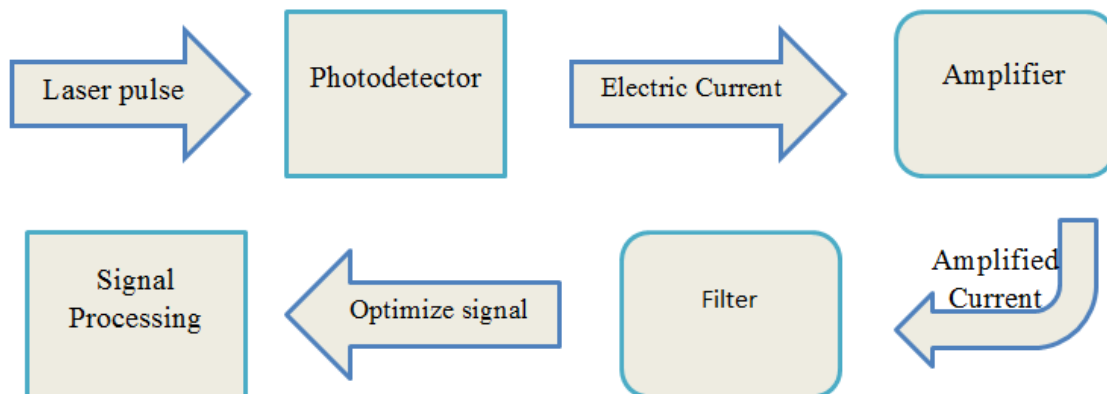 Laser pulse
Photodetector
Electric Current
Amplifier
Amplified
Current
Filter
Optimize signal
Signal
Processing